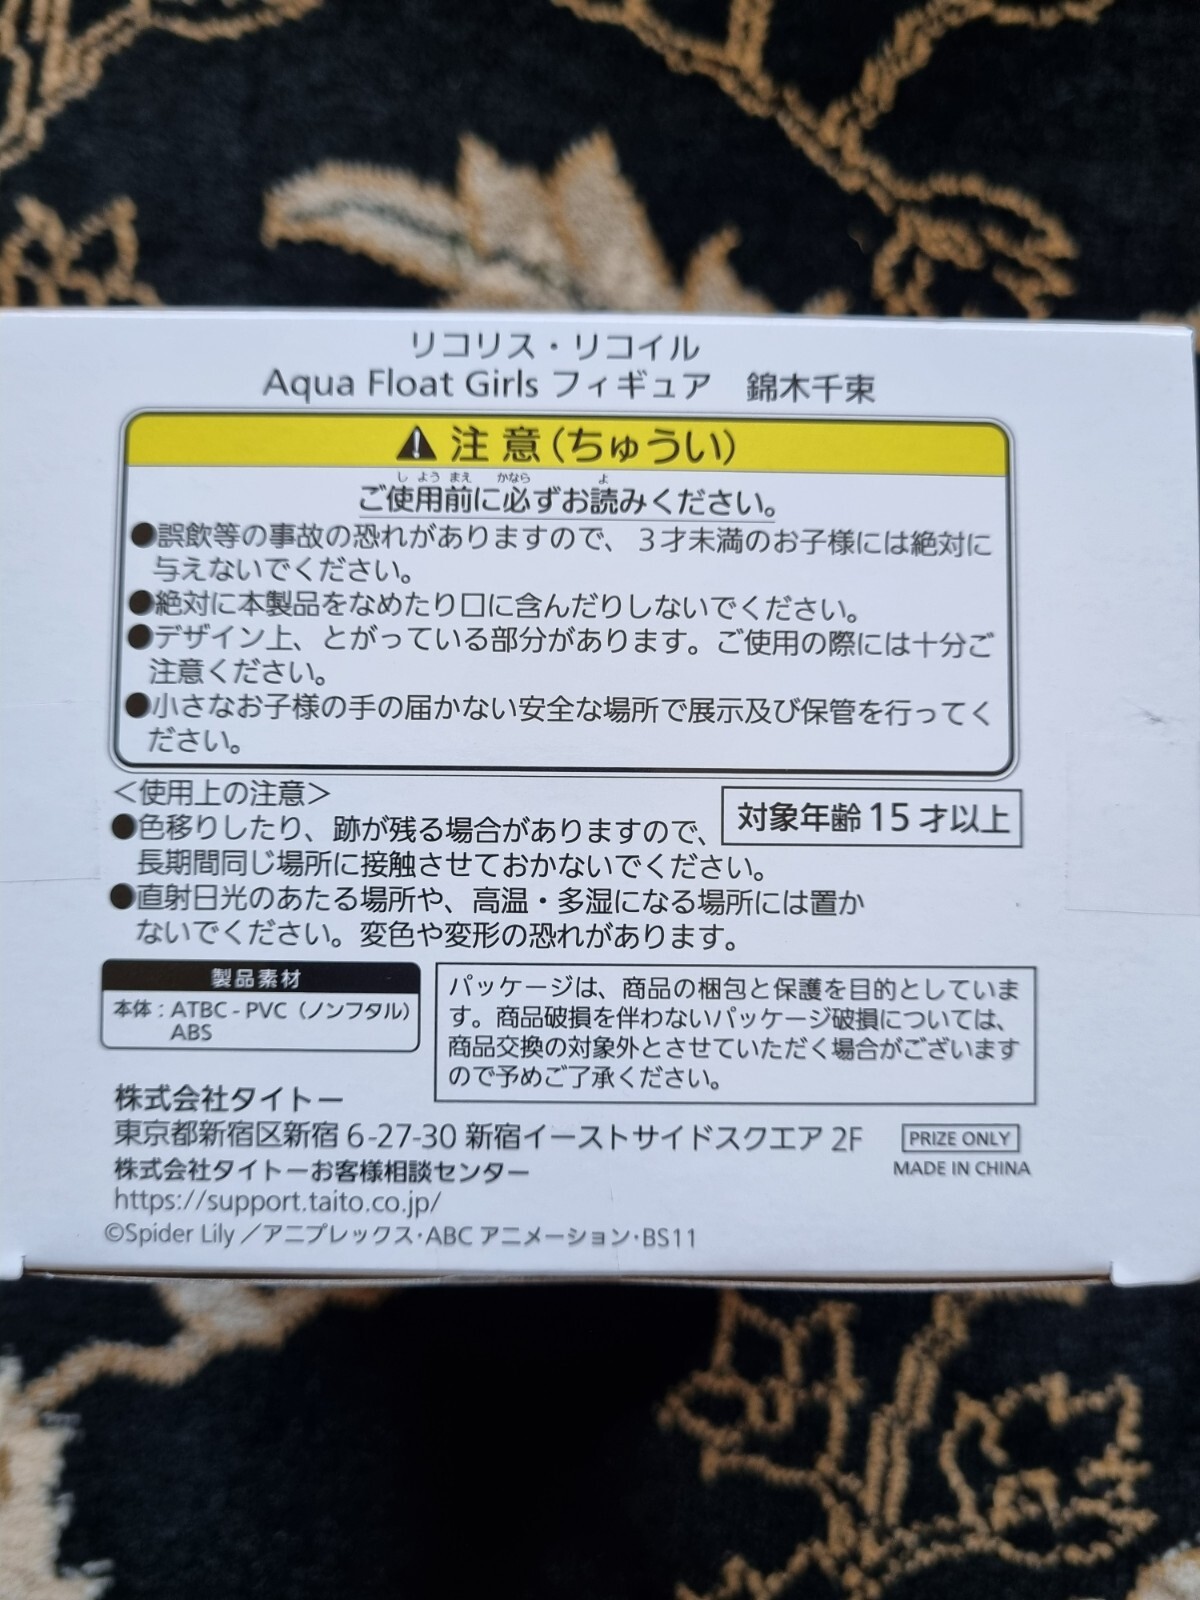 リコリス・リコイル
Aqua Float Girls フィギュア 錦木千束
注意(ちゅうい)
しようまえ かなら よ
ご使用前に必ずお読みください。
●誤飲等の事故の恐れがありますので、3才未満のお子様には絶対に
与えないでください。
●絶対に本製品をなめたり口に含んだりしないでください。
●デザイン上、とがっている部分があります。ご使用の際には十分ご
注意ください。
●小さなお子様の手の届かない安全な場所で展示及び保管を行ってく
ださい。
<使用上の注意>
対象年齢15才以上
●色移りしたり、跡が残る場合がありますので、
長期間同じ場所に接触させておかないでください。
●直射日光のあたる場所や、高温・多湿になる場所には置か
ないでください。変色や変形の恐れがあります。
製品素材
本体:ATBC-PVC(ノンフタル)
ABS
パッケージは、商品の梱包と保護を目的としていま
す。商品破損を伴わないパッケージ破損については、
商品交換の対象外とさせていただく場合がございます
ので予めご了承ください。
株式会社タイトー
東京都新宿区新宿6-27-30 新宿イーストサイドスクエア2F
株式会社タイトーお客様相談センター
https://support.taito.co.jp/
PRIZE ONLY
MADE IN CHINA
©Spider Lily/アニプレックス・ABCアニメーション・BS11